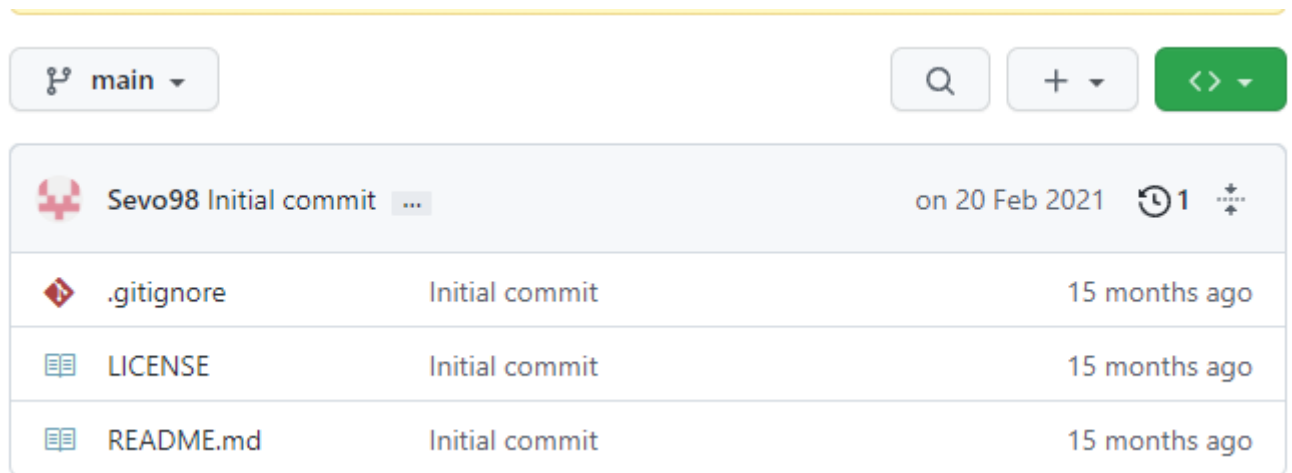 main
Sevo98 Initial commit ... on 20 Feb 2021 1
.gitignore Initial commit 15 months ago
LICENSE Initial commit 15 months ago
README.md Initial commit 15 months ago